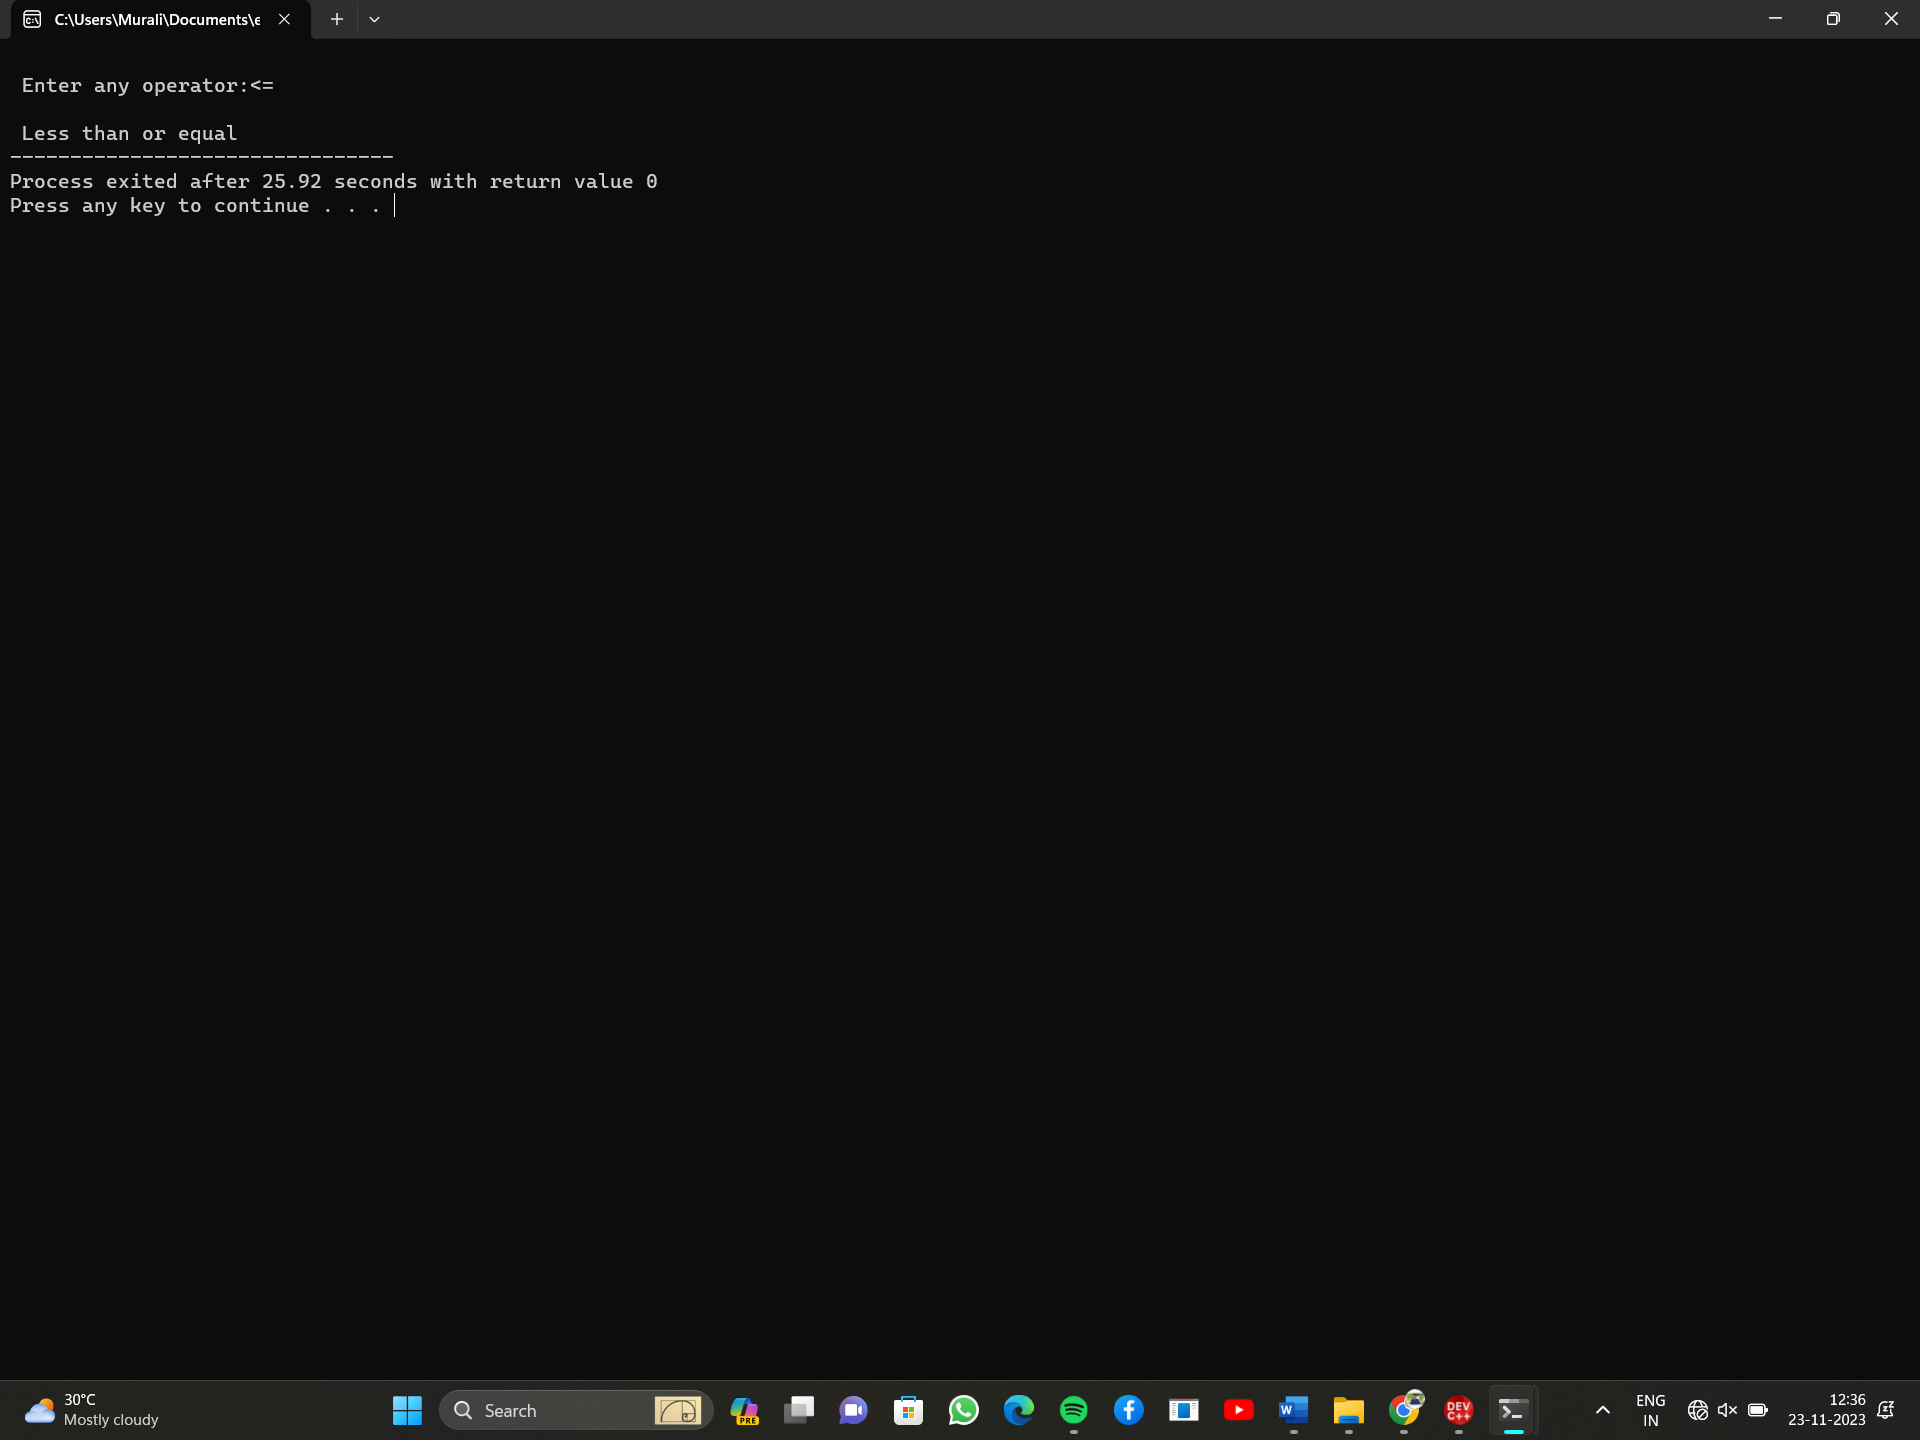 C:\Users\Murali\Documents\e
Enter any operator:<=
Less than or equal
--------------------------------
Process exited after 25.92 seconds with return value 0
Press any key to continue . . .
30°C
Mostly cloudy
Search
PRE
W
DEV
C++
ENG
IN
12:36
23-11-2023